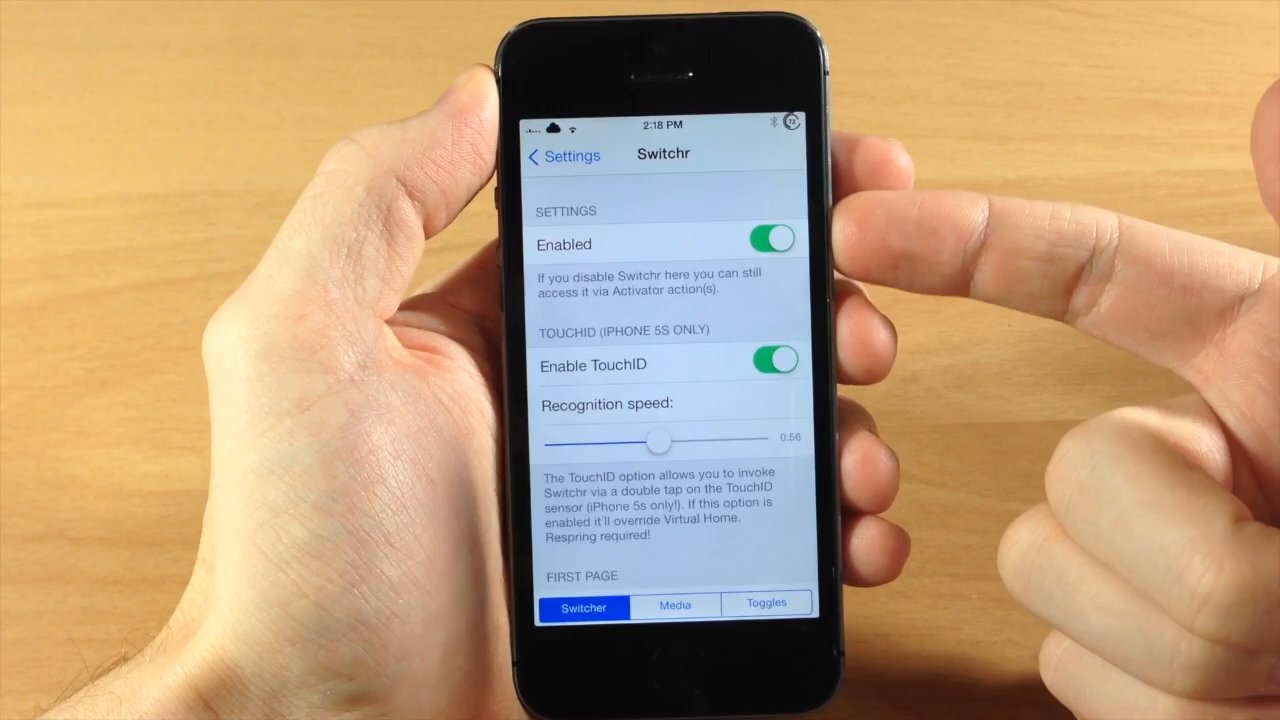 2:18 PM
72
Settings
Switchr
SETTINGS
Enabled
If you disable Switchr here you can still
access it via Activator action(s).
TOUCHID (IPHONE 5S ONLY)
Enable TouchID
Recognition speed:
0.56
The TouchID option allows you to invoke
Switchr via a double tap on the TouchID
sensor (iPhone 5s only!). If this option is
enabled it'll override Virtual Home.
Respring required!
FIRST PAGE
Switcher
Media
Toggles